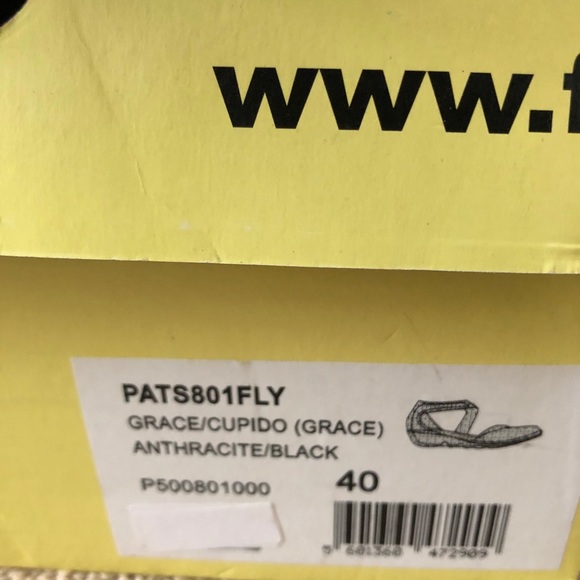 www.f
PATS801FLY
GRACE/CUPIDO (GRACE)
ANTHRACITE/BLACK
P500801000 40
5 601360 472909